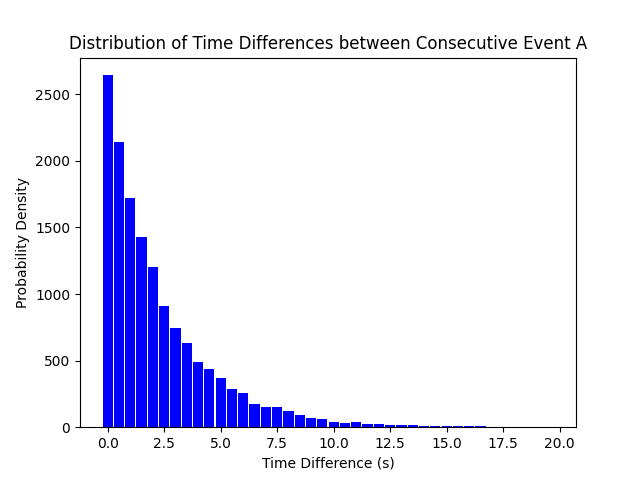 Distribution of Time Differences between Consecutive Event A
Probability Density
2500
2000
1500
1000
500
0
0.0 2.5 5.0 7.5 10.0 12.5 15.0 17.5 20.0
Time Difference (s)